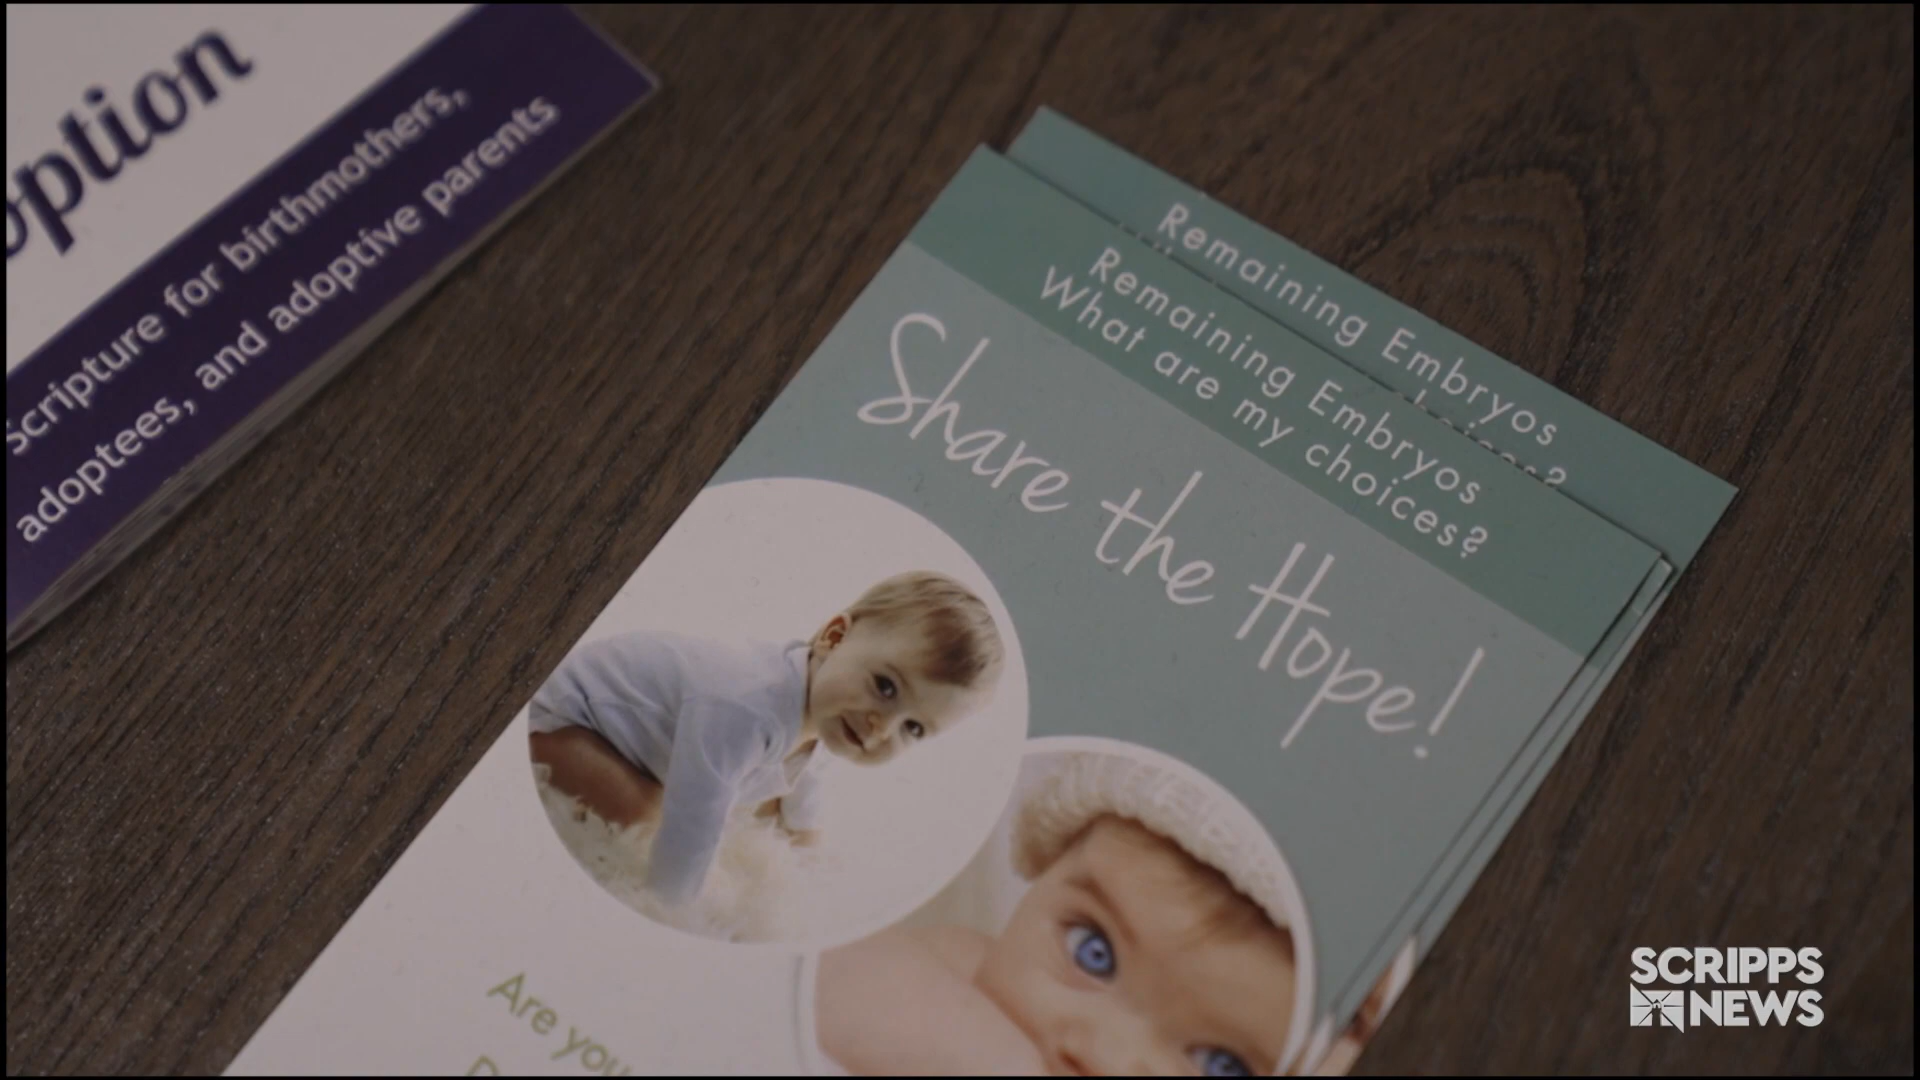 option
Scripture for birthmothers,
adoptees, and adoptive parents
Remaining Embryos
Remaining Embryos
What are my choices?
Share the Hope!
Are you
SCRIPPS
NEWS